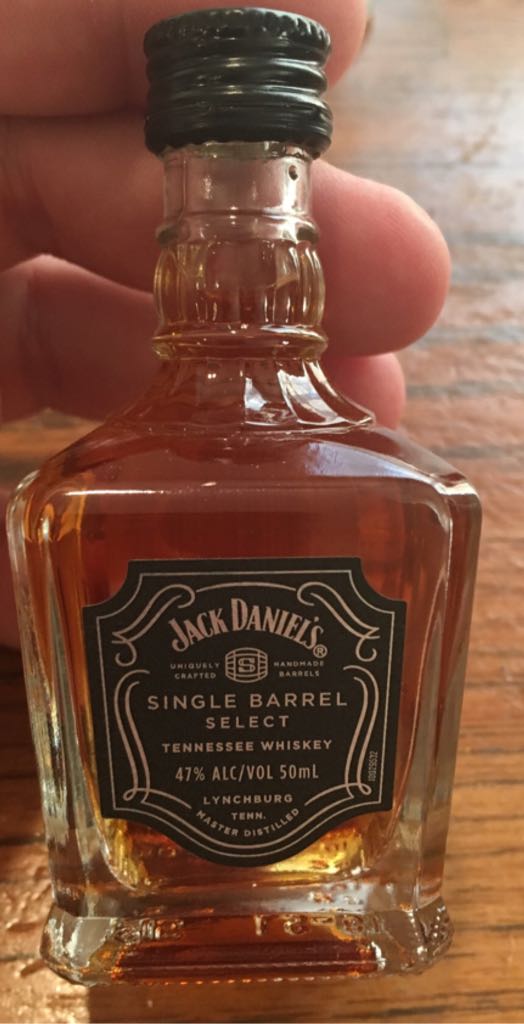 JACK DANIEL'S®
UNIQUELY CRAFTED
S
HANDMADE BARRELS
SINGLE BARREL
SELECT
TENNESSEE WHISKEY
47% ALC/VOL 50mL
LYNCHBURG
TENN.
MASTER DISTILLED